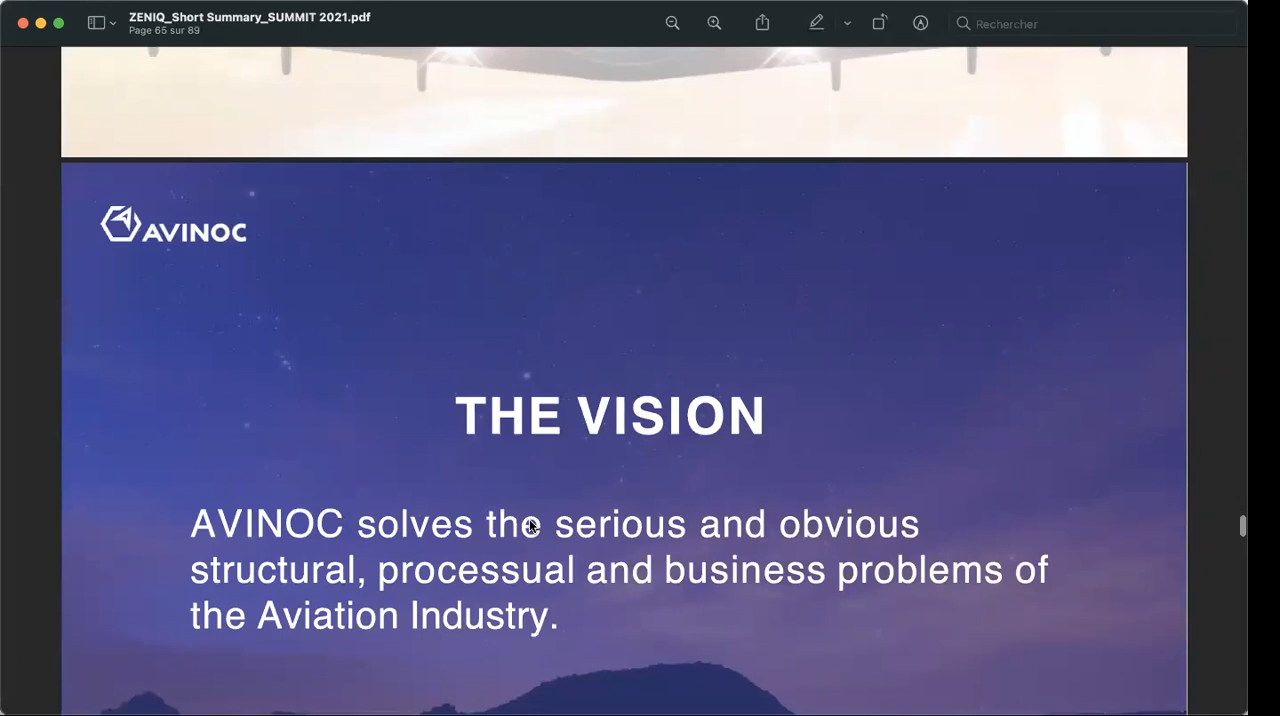 ZENIQ_Short Summary_SUMMIT 2021.pdf
Page 65 sur 89
Rechercher
AVINOC
THE VISION
AVINOC solves the serious and obvious
structural, processual and business problems of
the Aviation Industry.